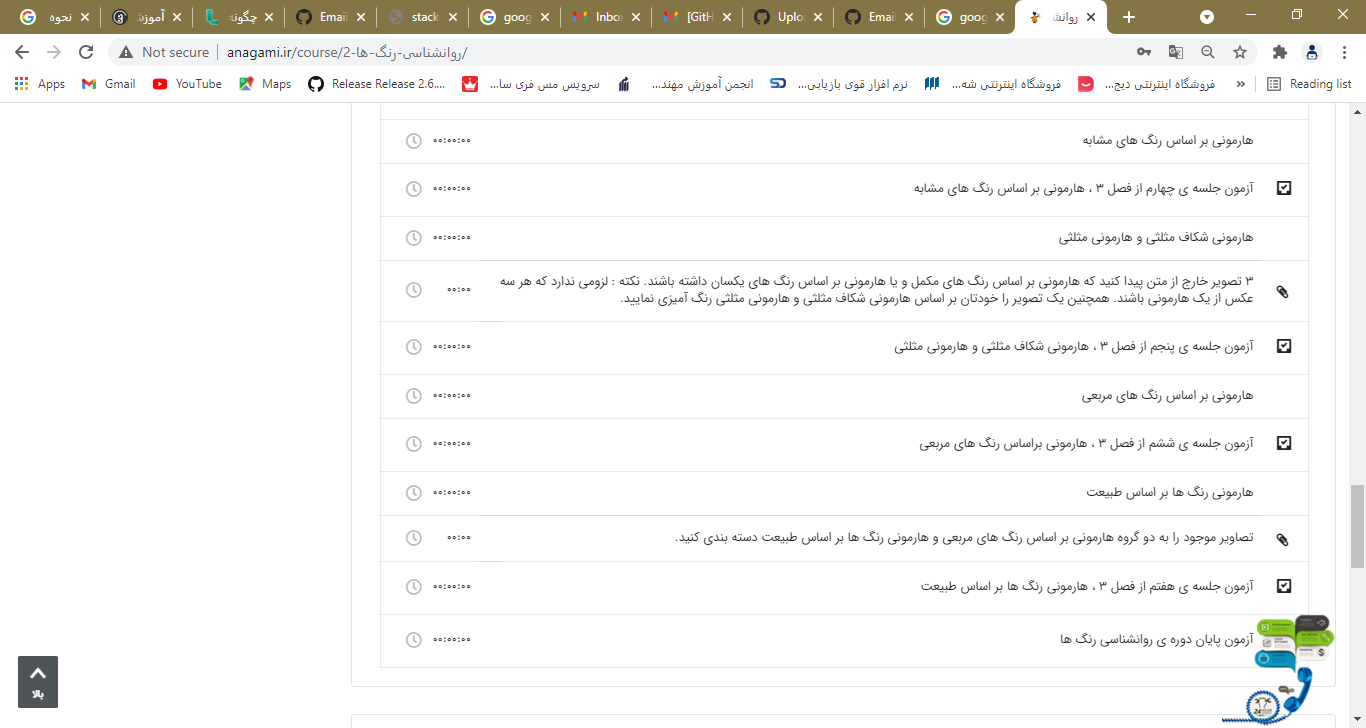 نحوه
آموزش
چگونه
Email
stack
goog
Inbo
[GitH
Uplo
Emai
goog
روانش
Not secure
anagami.ir/course/2-روانشناسی-رنگ-ها/
Apps
Gmail
YouTube
Maps
Release Release 2.6....
سرویس مس فری سا...
انجمن آموزش مهند...
نرم افزار قوی بازیابی...
فروشگاه اینترنتی شه...
فروشگاه اینترنتی دیج...
»
Reading list
هارمونی بر اساس رنگ های مشابه
۰۰:۰۰:۰۰
آزمون جلسه ی چهارم از فصل ۳ ، هارمونی بر اساس رنگ های مشابه
۰۰:۰۰:۰۰
هارمونی شکاف مثلثی و هارمونی مثلثی
۰۰:۰۰:۰۰
۳ تصویر خارج از متن پیدا کنید که هارمونی بر اساس رنگ های مکمل و یا هارمونی بر اساس رنگ های یکسان داشته باشند. نکته : لزومی ندارد که هر سه
عکس از یک هارمونی باشند. همچنین یک تصویر را خودتان بر اساس هارمونی شکاف مثلثی و هارمونی مثلثی رنگ آمیزی نمایید.
۰۰:۰۰
آزمون جلسه ی پنجم از فصل ۳ ، هارمونی شکاف مثلثی و هارمونی مثلثی
۰۰:۰۰:۰۰
هارمونی بر اساس رنگ های مربعی
۰۰:۰۰:۰۰
آزمون جلسه ی ششم از فصل ۳ ، هارمونی براساس رنگ های مربعی
۰۰:۰۰:۰۰
هارمونی رنگ ها بر اساس طبیعت
۰۰:۰۰:۰۰
تصاویر موجود را به دو گروه هارمونی بر اساس رنگ های مربعی و هارمونی رنگ ها بر اساس طبیعت دسته بندی کنید.
۰۰:۰۰
آزمون جلسه ی هفتم از فصل ۳ ، هارمونی رنگ ها بر اساس طبیعت
۰۰:۰۰:۰۰
آزمون پایان دوره ی روانشناسی رنگ ها
۰۰:۰۰:۰۰
بالا